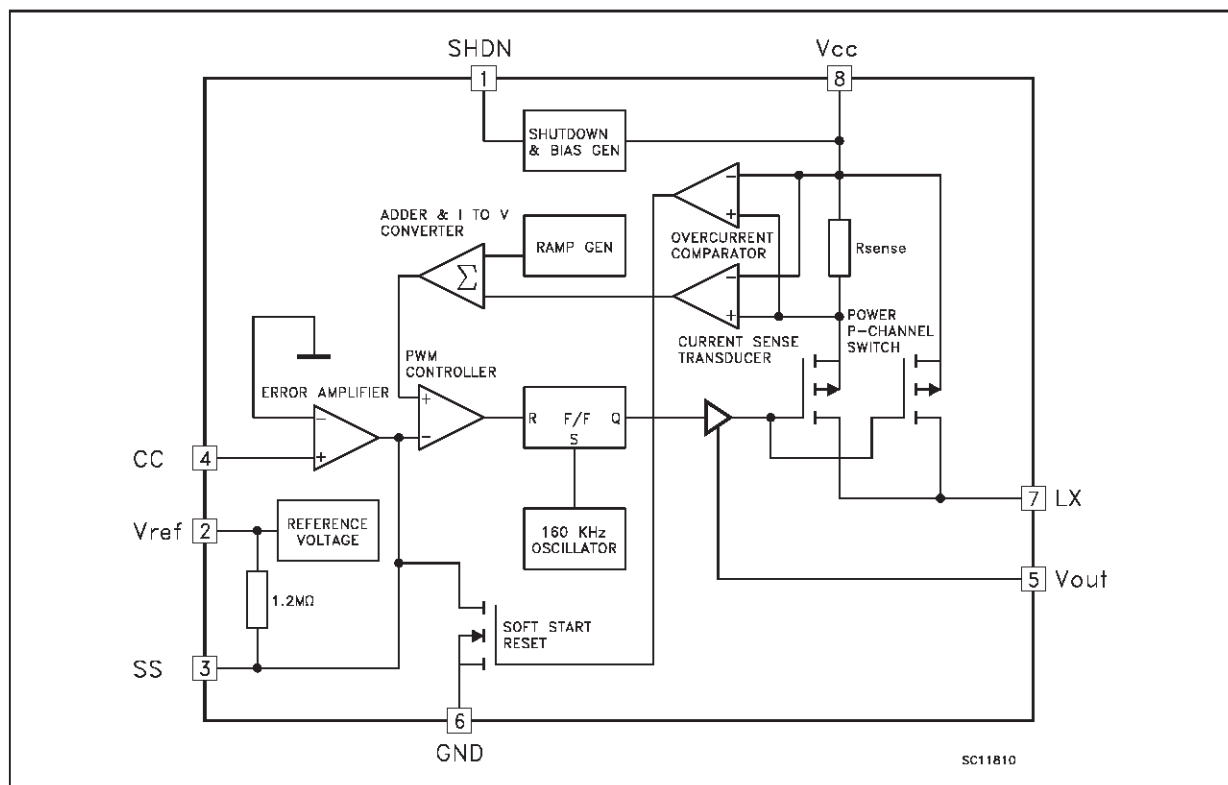 SHDN
Vcc
1
8
SHUTDOWN
& BIAS GEN
ADDER & I TO V
CONVERTER
RAMP GEN
Σ
−
+
OVERCURRENT
COMPARATOR
Rsense
−
+
CURRENT SENSE
TRANSDUCER
POWER
P-CHANNEL
SWITCH
PWM
CONTROLLER
ERROR AMPLIFIER
−
+
+
−
R F/F Q
S
CC
4
Vref
2
REFERENCE
VOLTAGE
160 KHz
OSCILLATOR
7
LX
5
Vout
1.2MΩ
SOFT START
RESET
SS
3
6
GND
SC11810